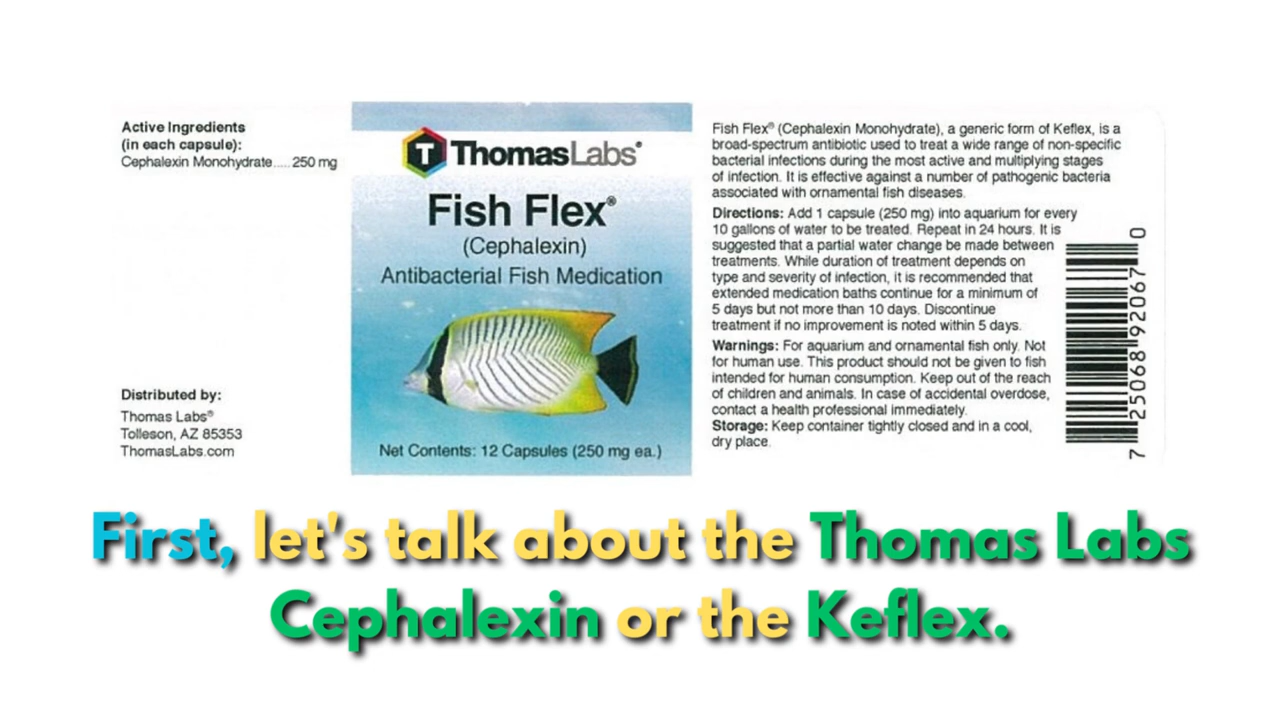 Active Ingredients
(in each capsule):
Cephalexin Monohydrate.....250 mg
Distributed by:
Thomas Labs®
Tolleson, AZ 85353
ThomasLabs.com
T ThomasLabs®
Fish Flex®
(Cephalexin)
Antibacterial Fish Medication
Net Contents: 12 Capsules (250 mg ea.)
Fish Flex® (Cephalexin Monohydrate), a generic form of Keflex, is a
broad-spectrum antibiotic used to treat a wide range of non-specific
bacterial infections during the most active and multiplying stages
of infection. It is effective against a number of pathogenic bacteria
associated with ornamental fish diseases.
Directions: Add 1 capsule (250 mg) into aquarium for every
10 gallons of water to be treated. Repeat in 24 hours. It is
suggested that a partial water change be made between
treatments. While duration of treatment depends on
type and severity of infection, it is recommended that
extended medication baths continue for a minimum of
5 days but not more than 10 days. Discontinue
treatment if no improvement is noted within 5 days.
Warnings: For aquarium and ornamental fish only. Not
for human use. This product should not be given to fish
intended for human consumption. Keep out of the reach
of children and animals. In case of accidental overdose,
contact a health professional immediately.
Storage: Keep container tightly closed and in a cool,
dry place.
7 25068 92067 0
First, let's talk about the Thomas Labs
Cephalexin or the Keflex.